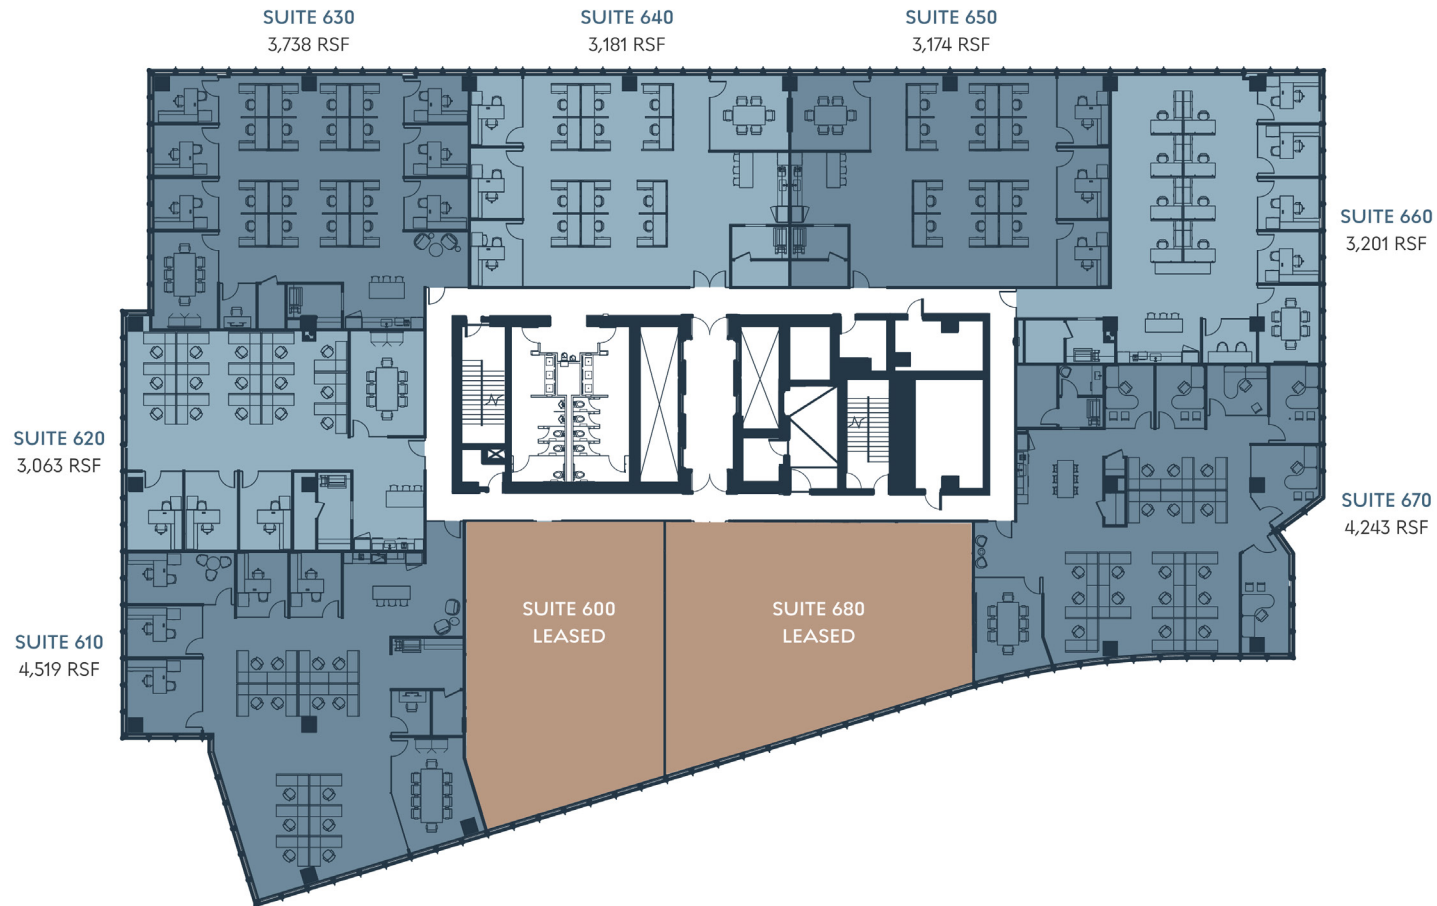 SUITE 630
3,738 RSF
SUITE 640
3,181 RSF
SUITE 650
3,174 RSF
SUITE 660
3,201 RSF
SUITE 620
3,063 RSF
SUITE 670
4,243 RSF
SUITE 600
LEASED
SUITE 680
LEASED
SUITE 610
4,519 RSF